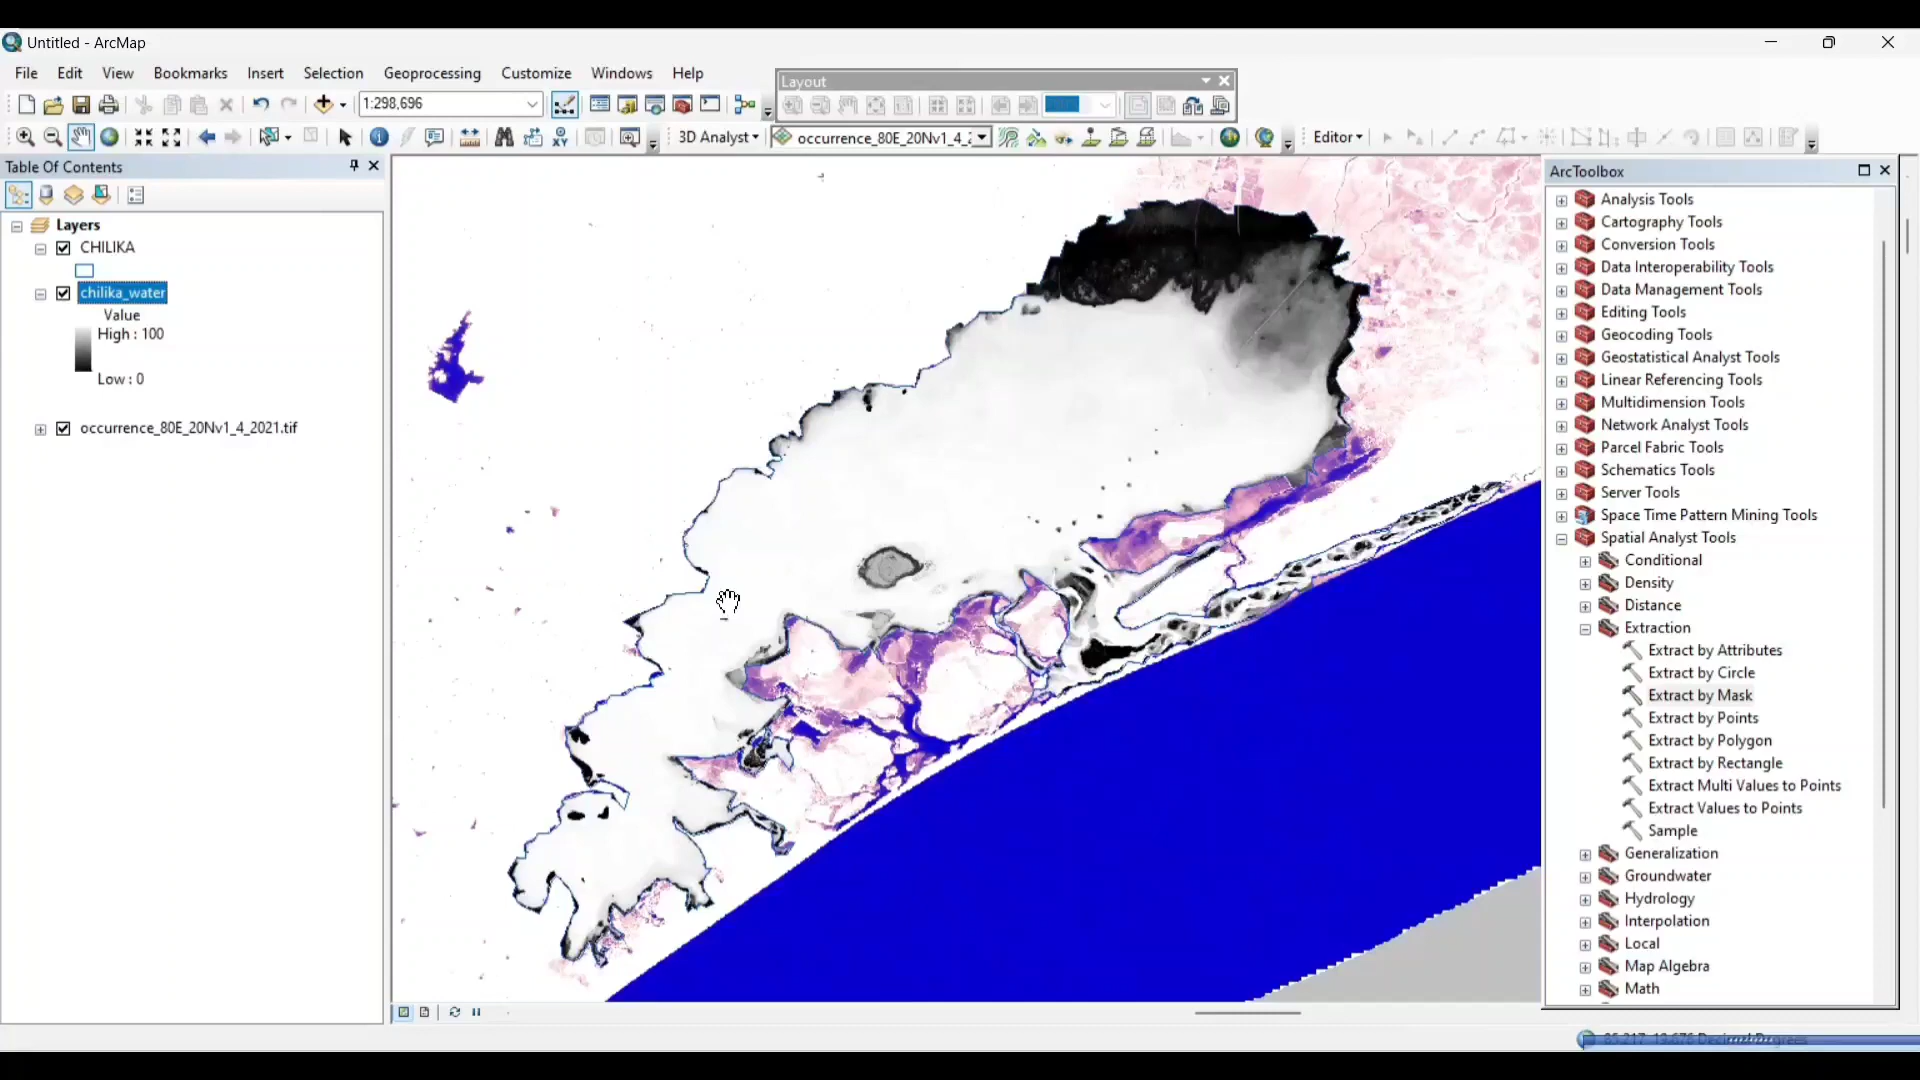 Untitled - ArcMap
File Edit View Bookmarks Insert Selection Geoprocessing Customize Windows Help
Layout
1:298,696
3D Analyst
occurrence_80E_20Nv1_4_2
Editor
Table Of Contents
Layers
CHILIKA
chilika_water
Value
High : 100
Low : 0
occurrence_80E_20Nv1_4_2021.tif
ArcToolbox
Analysis Tools
Cartography Tools
Conversion Tools
Data Interoperability Tools
Data Management Tools
Editing Tools
Geocoding Tools
Geostatistical Analyst Tools
Linear Referencing Tools
Multidimension Tools
Network Analyst Tools
Parcel Fabric Tools
Schematics Tools
Server Tools
Space Time Pattern Mining Tools
Spatial Analyst Tools
Conditional
Density
Distance
Extraction
Extract by Attributes
Extract by Circle
Extract by Mask
Extract by Points
Extract by Polygon
Extract by Rectangle
Extract Multi Values to Points
Extract Values to Points
Sample
Generalization
Groundwater
Hydrology
Interpolation
Local
Map Algebra
Math